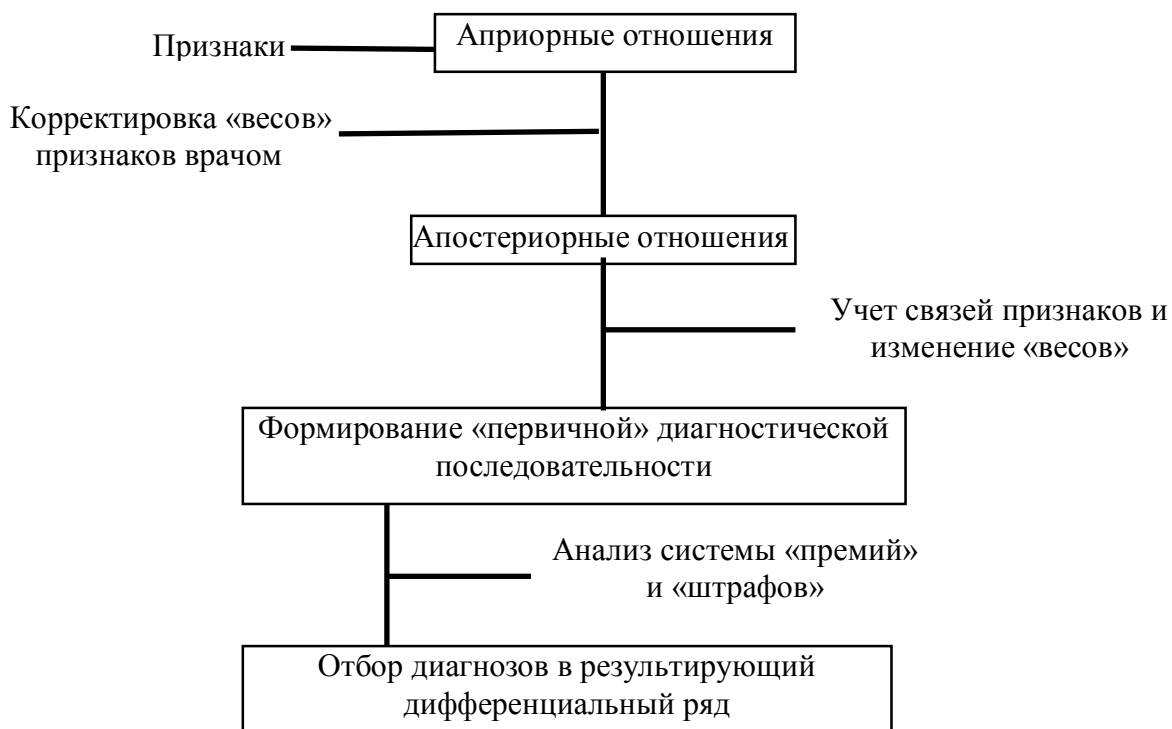 Признаки
Априорные отношения
Корректировка «весов»
признаков врачом
Апостериорные отношения
Учет связей признаков и
изменение «весов»
Формирование «первичной» диагностической
последовательности
Анализ системы «премий»
и «штрафов»
Отбор диагнозов в результирующий
дифференциальный ряд